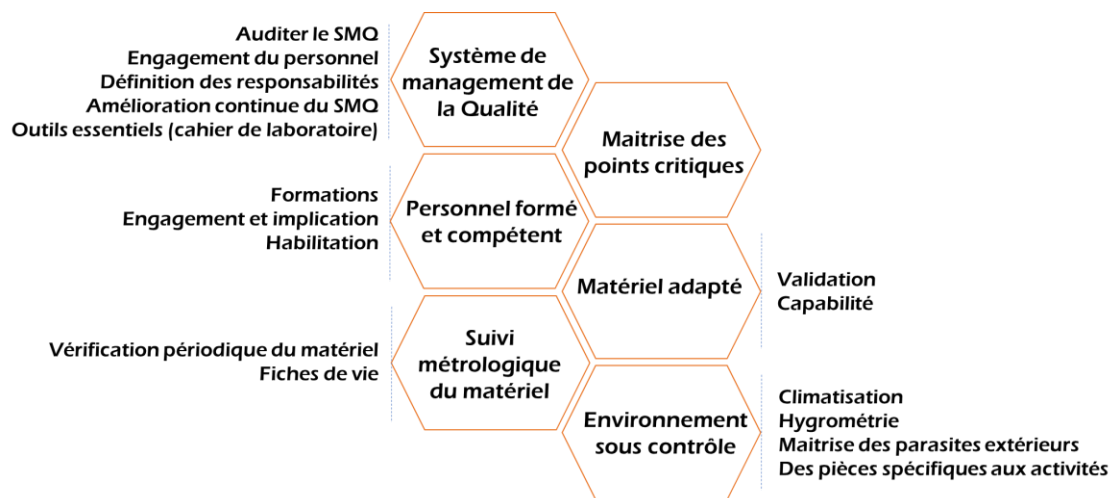 Auditer le SMQ
Engagement du personnel
Définition des responsabilités
Amélioration continue du SMQ
Outils essentiels (cahier de laboratoire)
Système de
management de
la Qualité
Maitrise des
points critiques
Formations
Engagement et implication
Habilitation
Personnel formé
et compétent
Matériel adapté
Validation
Capabilité
Vérification périodique du matériel
Fiches de vie
Suivi
métrologique
du matériel
Environnement
sous contrôle
Climatisation
Hygrométrie
Maitrise des parasites extérieurs
Des pièces spécifiques aux activités